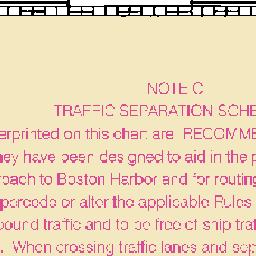 NOTE C
TRAFFIC SEPARATION SCHE
erprinted on this chart are RECOMME
hey have been designed to aid in the p
roach to Boston Harbor and for routing
percede or alter the applicable Rules
bound traffic and to be free of ship traf
. When crossing traffic lanes and sep